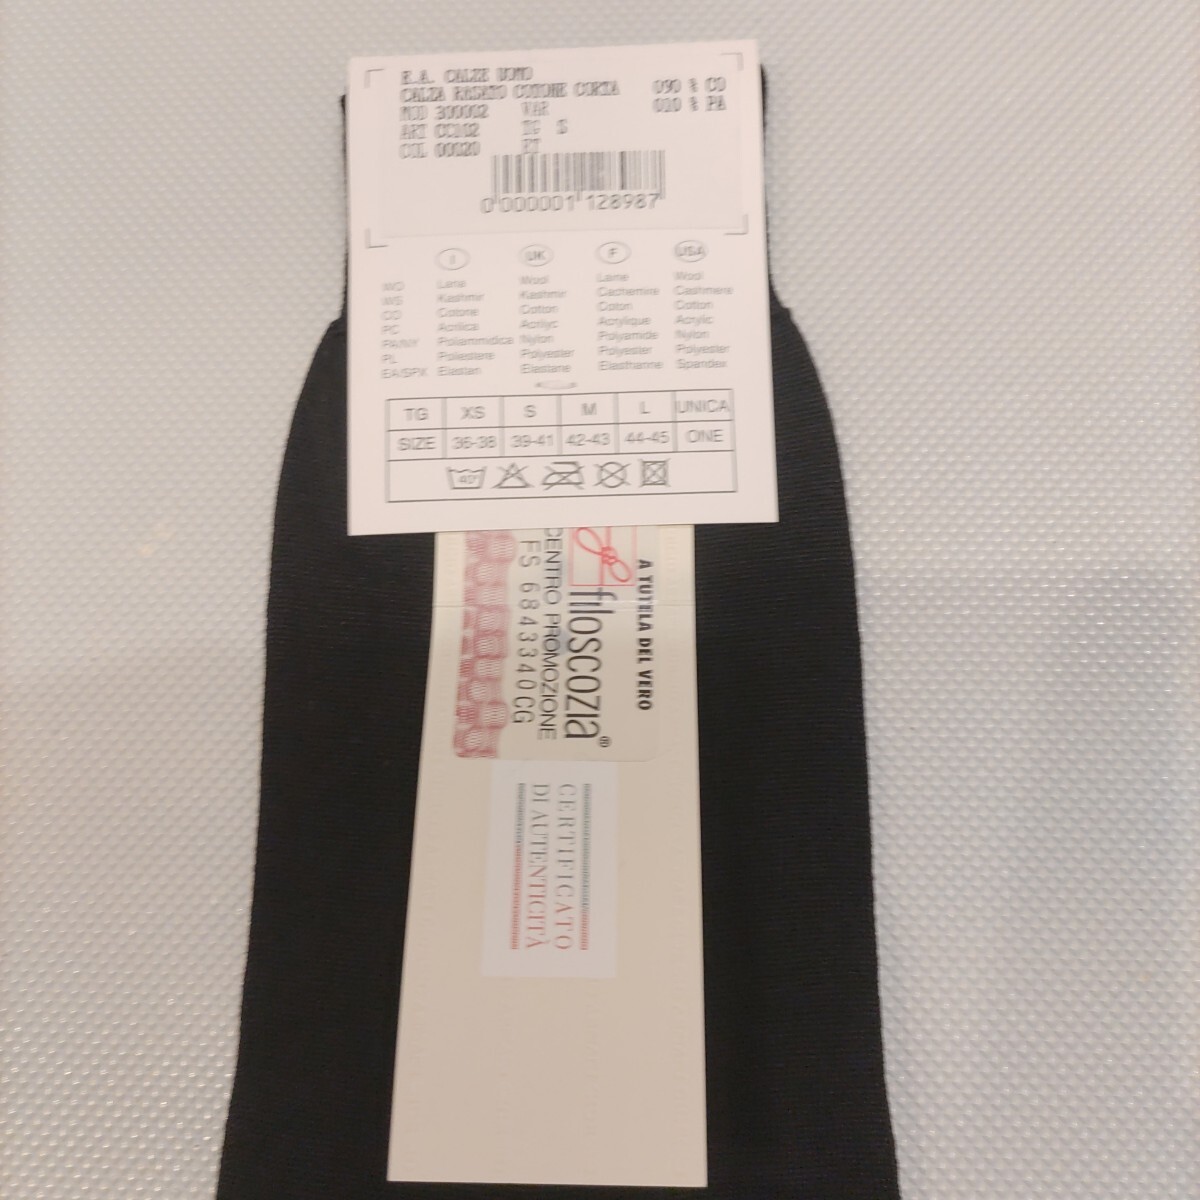 E.A. CALZE UOMO
CALZA RASATO COTONE CORTA 090 % CO
MOD 300002 VAR 010 % PA
ART CC102 TG S
COL 00020 RT
0 000001 128987
I UK F USA
WO Lana Wool Laine Wool
WS Kashmir Kashmir Cachemire Cashmere
CO Cotone Cotton Coton Cotton
PC Acrilica Acrilyc Acrylique Acrylic
PA/NY Poliammidica Nylon Polyamide Nylon
PL Poliestere Polyester Polyester Polyester
EA/SPX Elastan Elastane Elasthanne Spandex
TG XS S M L UNICA
SIZE 36-38 39-41 42-43 44-45 ONE
40°
A TUTELA DEL VERO
filoscozia®
CENTRO PROMOZIONE
FS 6843340CG
CERTIFICATO
DI AUTENTICITÀ